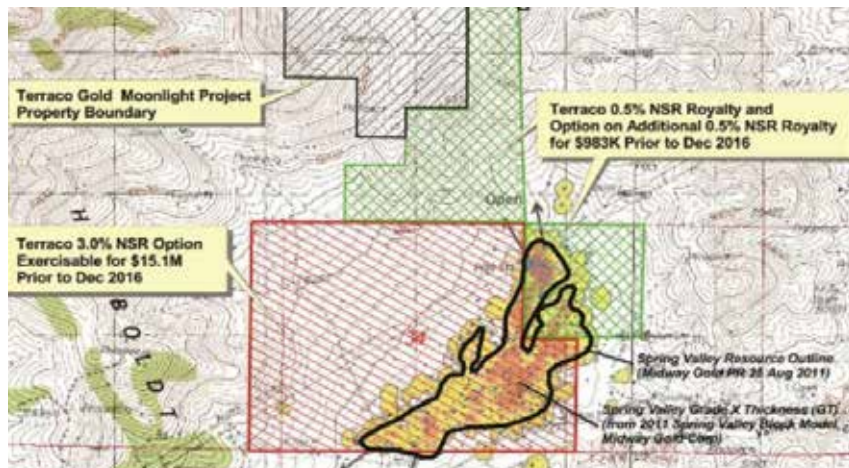 Terraco Gold Moonlight Project
Property Boundary
Terraco 0.5% NSR Royalty and
Option on Additional 0.5% NSR Royalty
for $983K Prior to Dec 2016
Open
Terraco 3.0% NSR Option
Exercisable for $15.1M
Prior to Dec 2016
H
B
O
L
D
T
Spring Valley Resource Outline
(Midway Gold PR 25 Aug 2011)
Spring Valley Grade X Thickness (GT)
(from 2011 Spring Valley Block Model,
Midway Gold Corp)